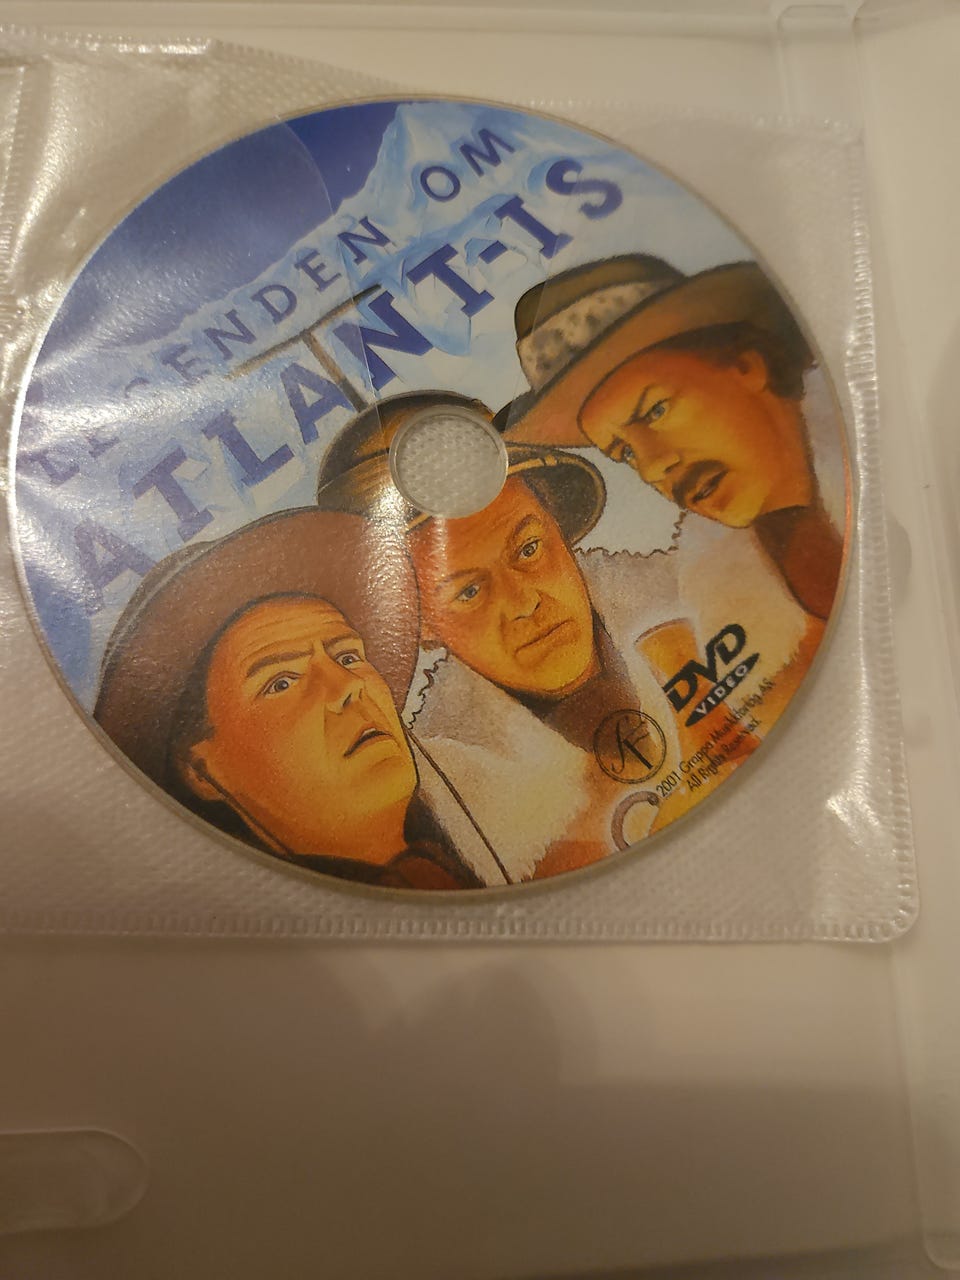 LEGENDEN OM
ATLANT-IS
DVD
VIDEO
2001 Grappa Musikkforlag AS
All Rights Reserved.